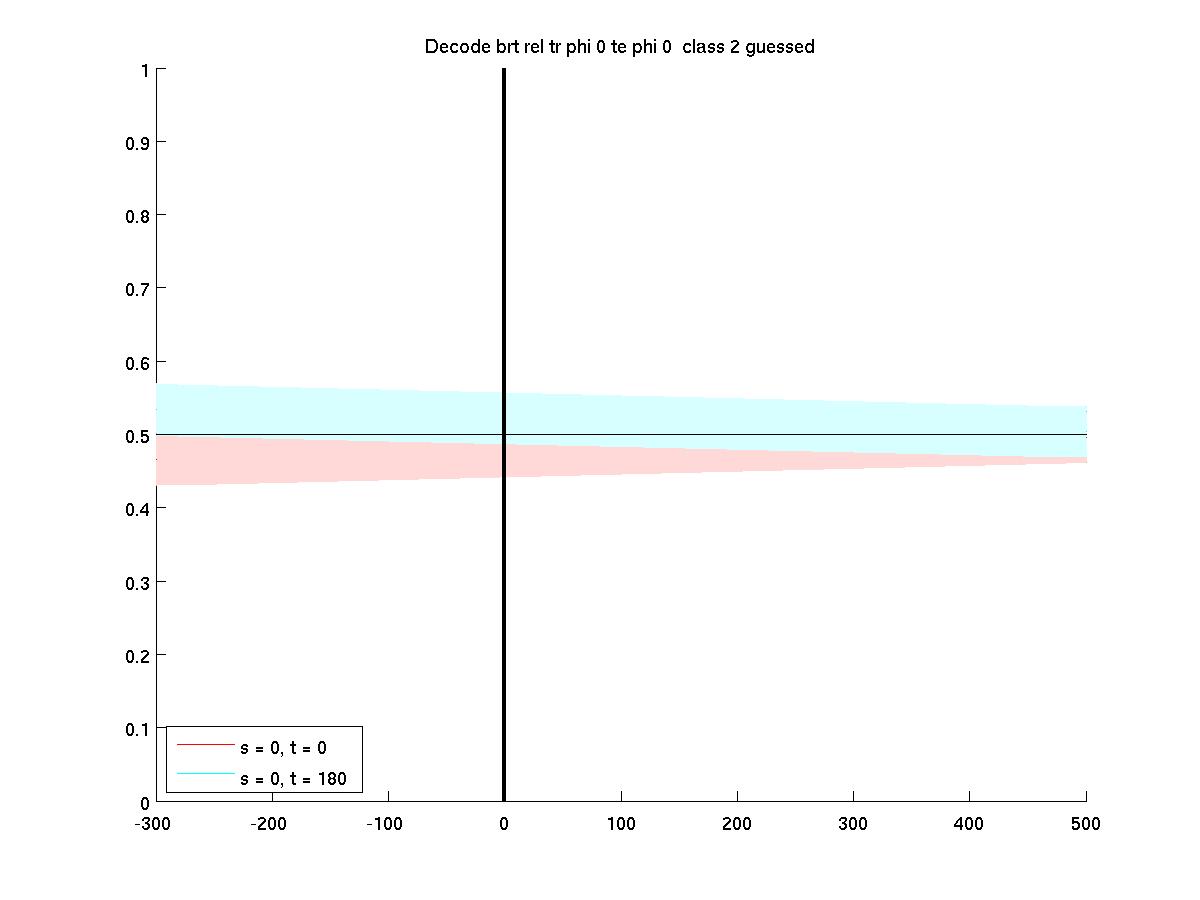 Decode brt rel tr phi 0 te phi 0 class 2 guessed
1
0.9
0.8
0.7
0.6
0.5
0.4
0.3
0.2
0.1
0
s = 0, t = 0
s = 0, t = 180
-300 -200 -100 0 100 200 300 400 500